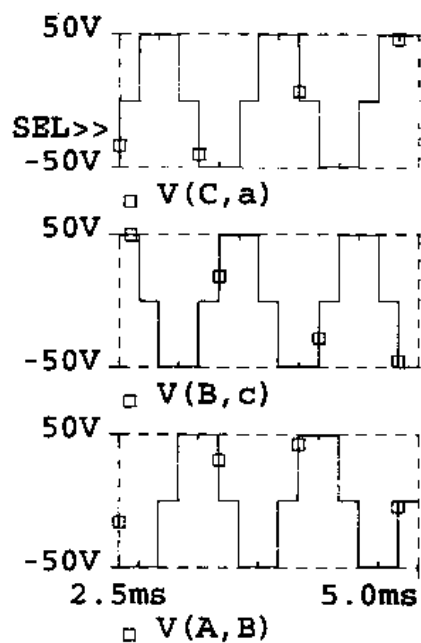 50V
SEL>>
-50V
V(C,a)
50V
-50V
V(B,c)
50V
-50V
2.5ms 5.0ms
V(A,B)